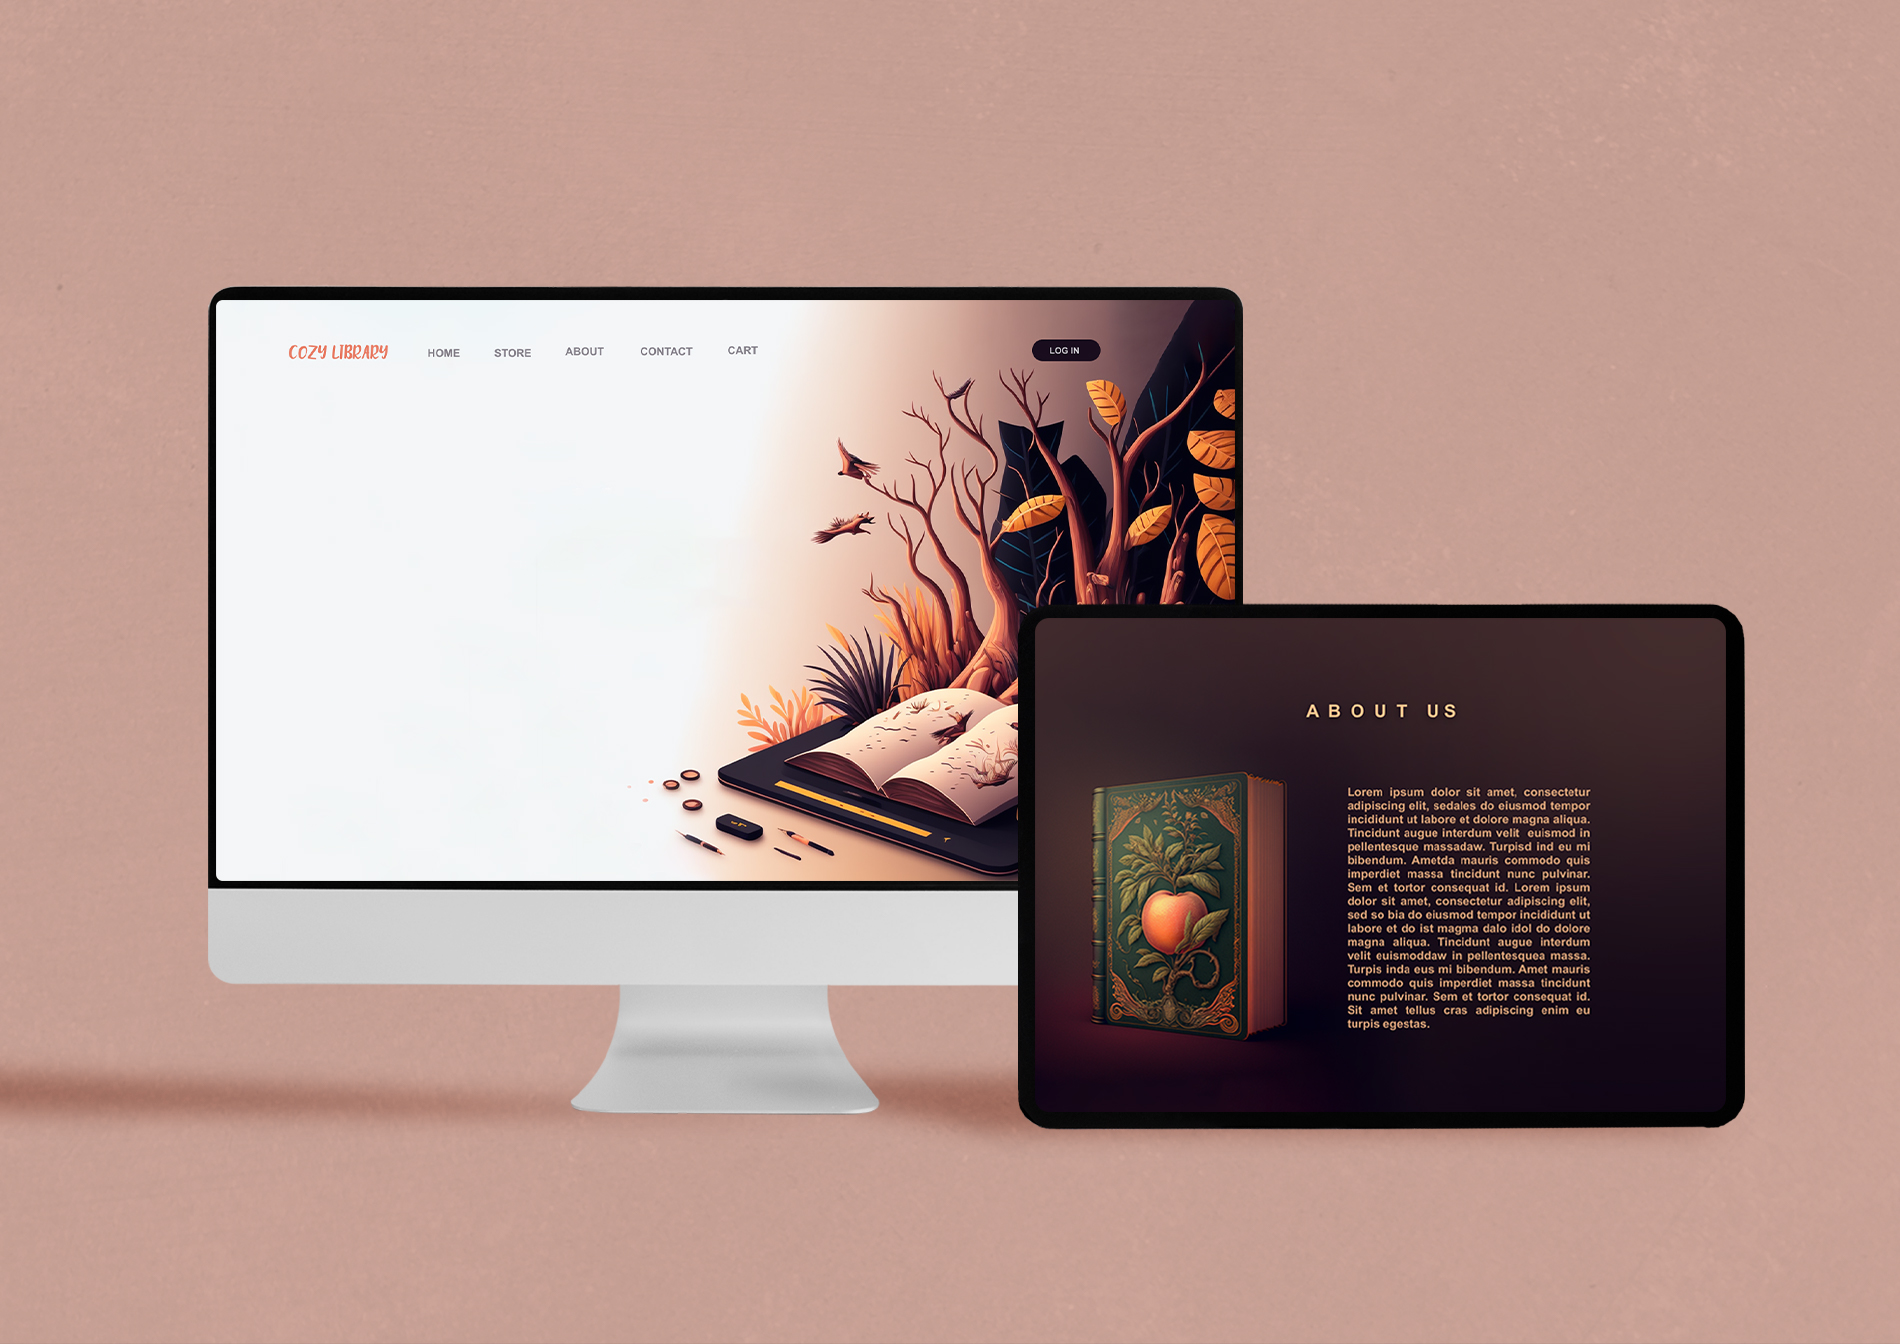 COZY LIBRARY HOME STORE ABOUT CONTACT CART LOG IN
ABOUT US
Lorem ipsum dolor sit amet, consectetur
adipiscing elit, sedales do eiusmod tempor
incididunt ut labore et dolore magna aliqua.
Tincidunt augue interdum velit euismod in
pellentesque massadaw. Turpisd ind eu mi
bibendum. Ametda mauris commodo quis
imperdiet massa tincidunt nunc pulvinar.
Sem et tortor consequat id. Lorem ipsum
dolor sit amet, consectetur adipiscing elit,
sed so bia do eiusmod tempor incididunt ut
labore et do ist magma dalo idol do dolore
magna aliqua. Tincidunt augue interdum
velit euismoddaw in pellentesquea massa.
Turpis inda eus mi bibendum. Amet mauris
commodo quis imperdiet massa tincidunt
nunc pulvinar. Sem et tortor consequat id.
Sit amet tellus cras adipiscing enim eu
turpis egestas.